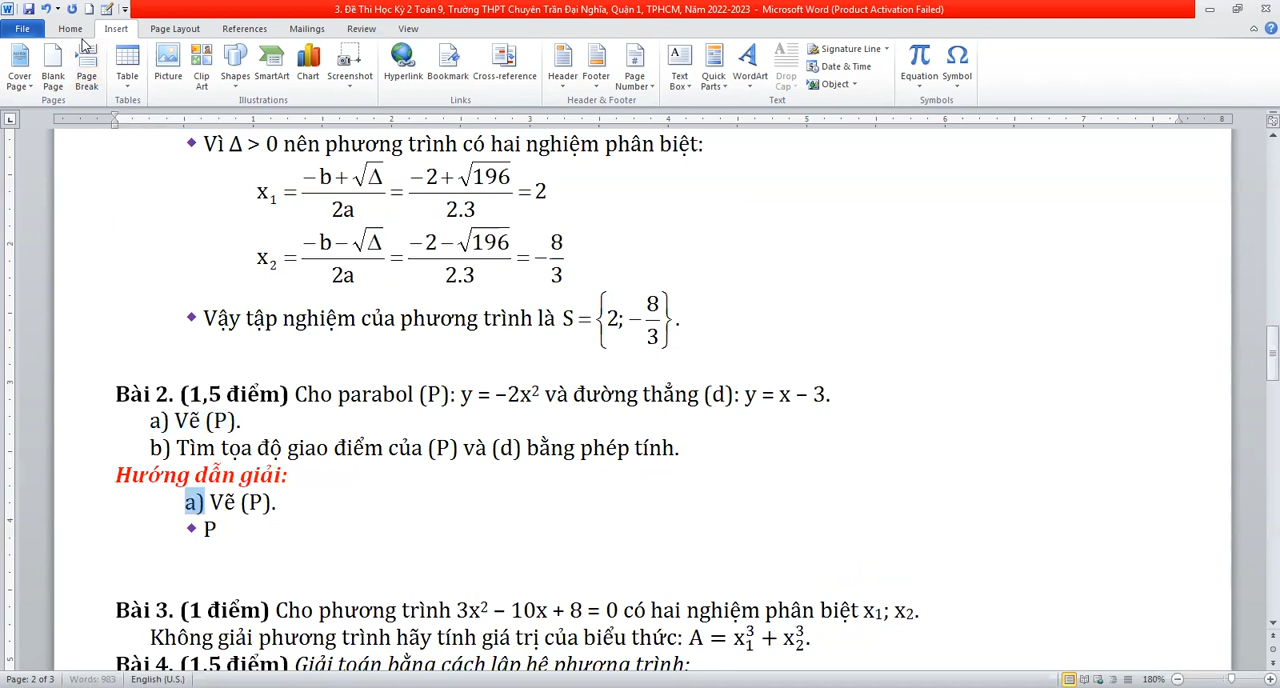 3. Đề Thi Học Kỳ 2 Toán 9, Trường THPT Chuyên Trần Đại Nghĩa, Quận 1, TPHCM, Năm 2022-2023 - Microsoft Word (Product Activation Failed)
File Home Insert Page Layout References Mailings Review View
Cover Page Blank Page Page Break Table Picture Clip Art Shapes SmartArt Chart Screenshot Hyperlink Bookmark Cross-reference Header Footer Page Number Text Box Quick Parts WordArt Drop Cap Signature Line Date & Time Object Equation Symbol
Pages Tables Illustrations Links Header & Footer Text Symbols
1 2 3 4 5 6 7 8
Vì Δ > 0 nên phương trình có hai nghiệm phân biệt:
x₁ = (−b + √Δ)/2a = (−2 + √196)/2.3 = 2
x₂ = (−b − √Δ)/2a = (−2 − √196)/2.3 = −8/3
Vậy tập nghiệm của phương trình là S = {2; −8/3}.
Bài 2. (1,5 điểm) Cho parabol (P): y = −2x² và đường thẳng (d): y = x − 3.
a) Vẽ (P).
b) Tìm tọa độ giao điểm của (P) và (d) bằng phép tính.
Hướng dẫn giải:
a) Vẽ (P).
P
Bài 3. (1 điểm) Cho phương trình 3x² − 10x + 8 = 0 có hai nghiệm phân biệt x₁; x₂.
Không giải phương trình hãy tính giá trị của biểu thức: A = x₁³ + x₂³.
Bài 4. (1,5 điểm) Giải toán bằng cách lập hệ phương trình:
Page: 2 of 3 Words: 983 English (U.S.) 180%